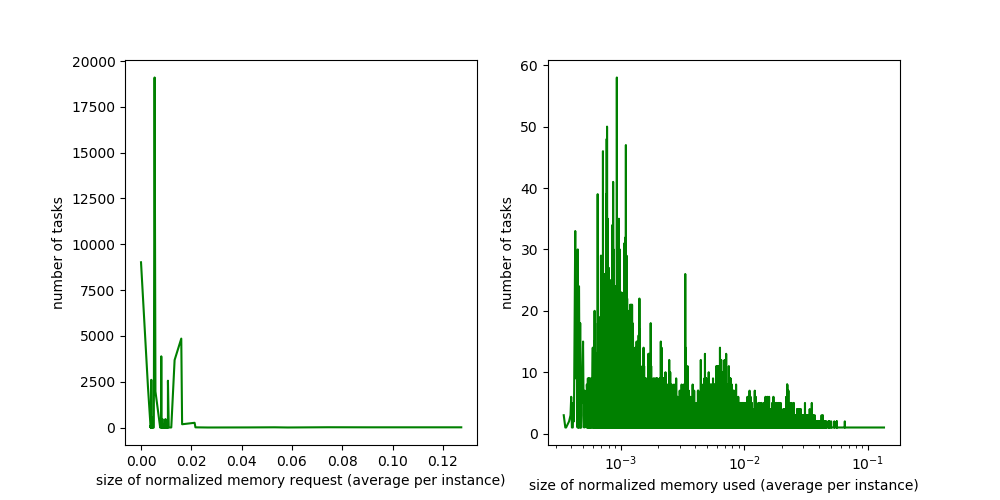 20000
17500
15000
12500
10000
7500
5000
2500
0
number of tasks
0.00 0.02 0.04 0.06 0.08 0.10 0.12
size of normalized memory request (average per instance)
60
50
40
30
20
10
0
number of tasks
10⁻³ 10⁻² 10⁻¹
size of normalized memory used (average per instance)